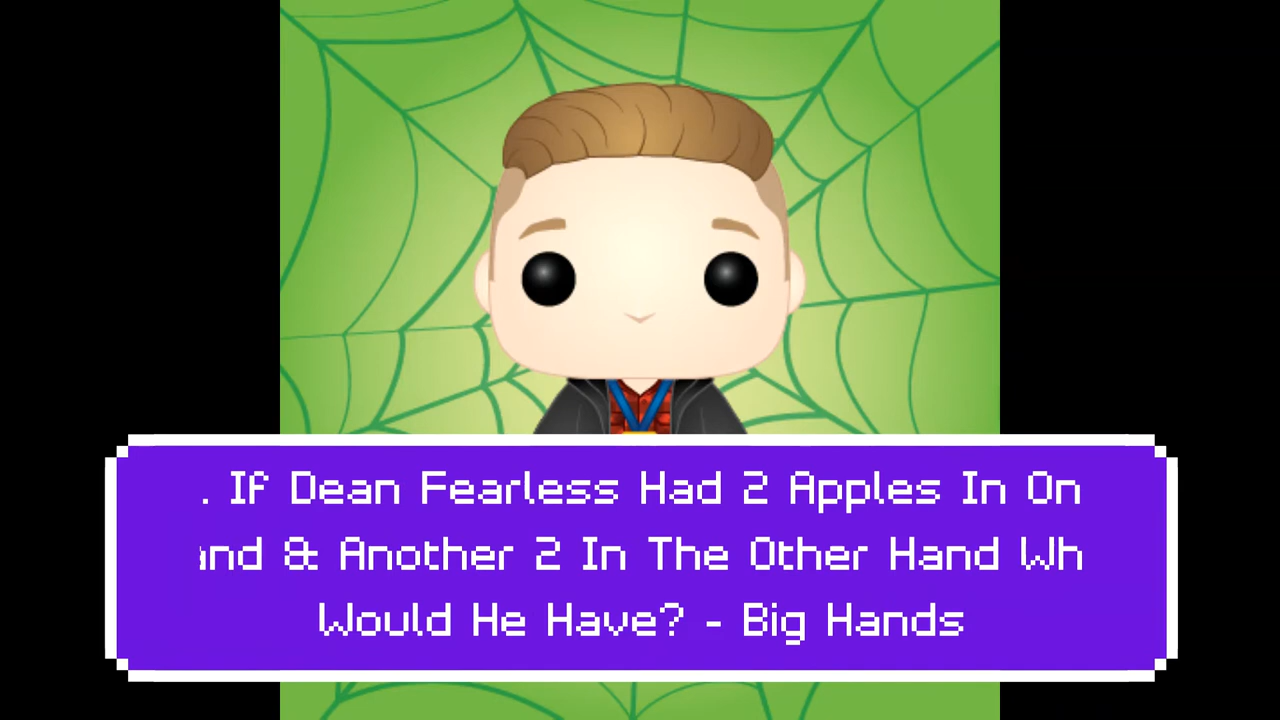 . If Dean Fearless Had 2 Apples In On
and & Another 2 In The Other Hand Wh
Would He Have? - Big Hands